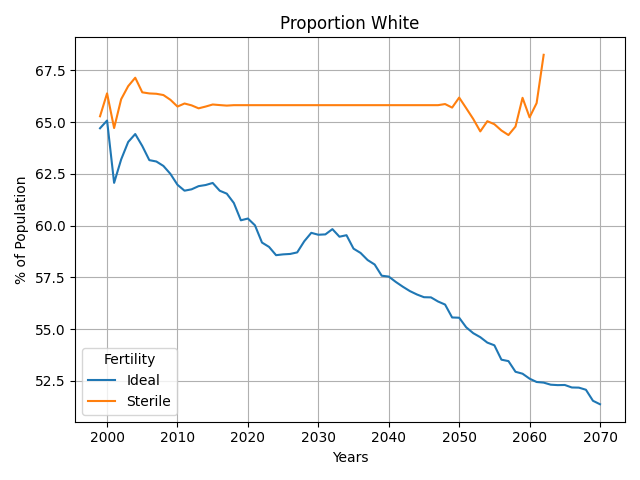 Proportion White
% of Population
67.5
65.0
62.5
60.0
57.5
55.0
52.5
Fertility
Ideal
Sterile
2000 2010 2020 2030 2040 2050 2060 2070
Years